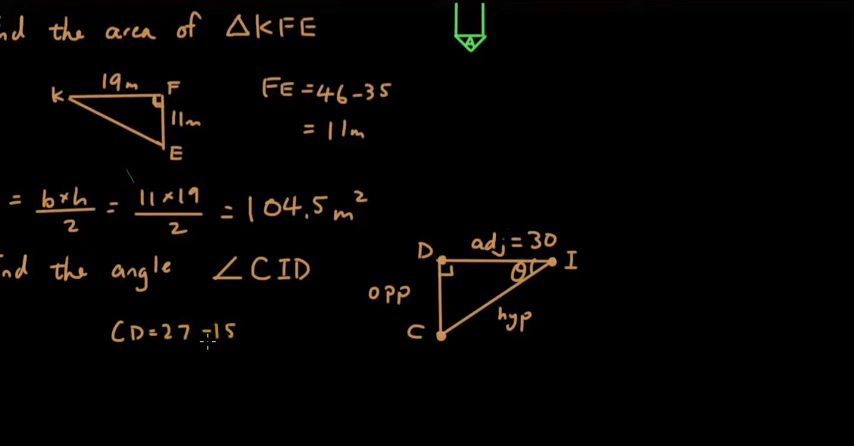 nd the area of ΔKFE
A
19m
K
F
11m
E
FE = 46 - 35
= 11m
= b×h/2 = 11×19/2 = 104.5 m²
nd the angle ∠CID
CD = 27 - 15
D
adj = 30
I
θ
opp
hyp
C